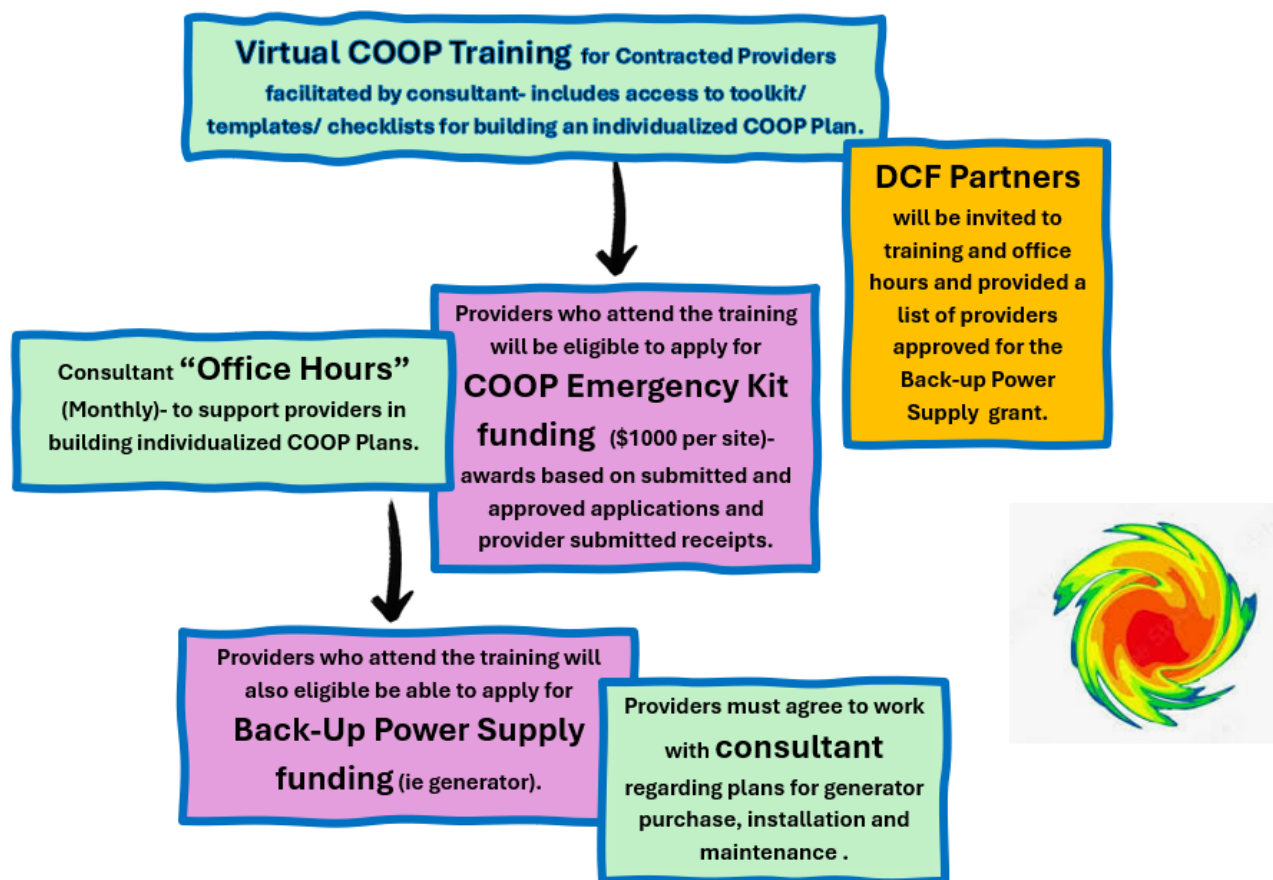 Virtual COOP Training for Contracted Providers
facilitated by consultant- includes access to toolkit/
templates/ checklists for building an individualized COOP Plan.
DCF Partners
will be invited to
training and office
hours and provided a
list of providers
approved for the
Back-up Power
Supply grant.
Providers who attend the training
will be eligible to apply for
COOP Emergency Kit
funding ($1000 per site)-
awards based on submitted and
approved applications and
provider submitted receipts.
Consultant “Office Hours”
(Monthly)- to support providers in
building individualized COOP Plans.
Providers who attend the training will
also eligible be able to apply for
Back-Up Power Supply
funding (ie generator).
Providers must agree to work
with consultant
regarding plans for generator
purchase, installation and
maintenance .